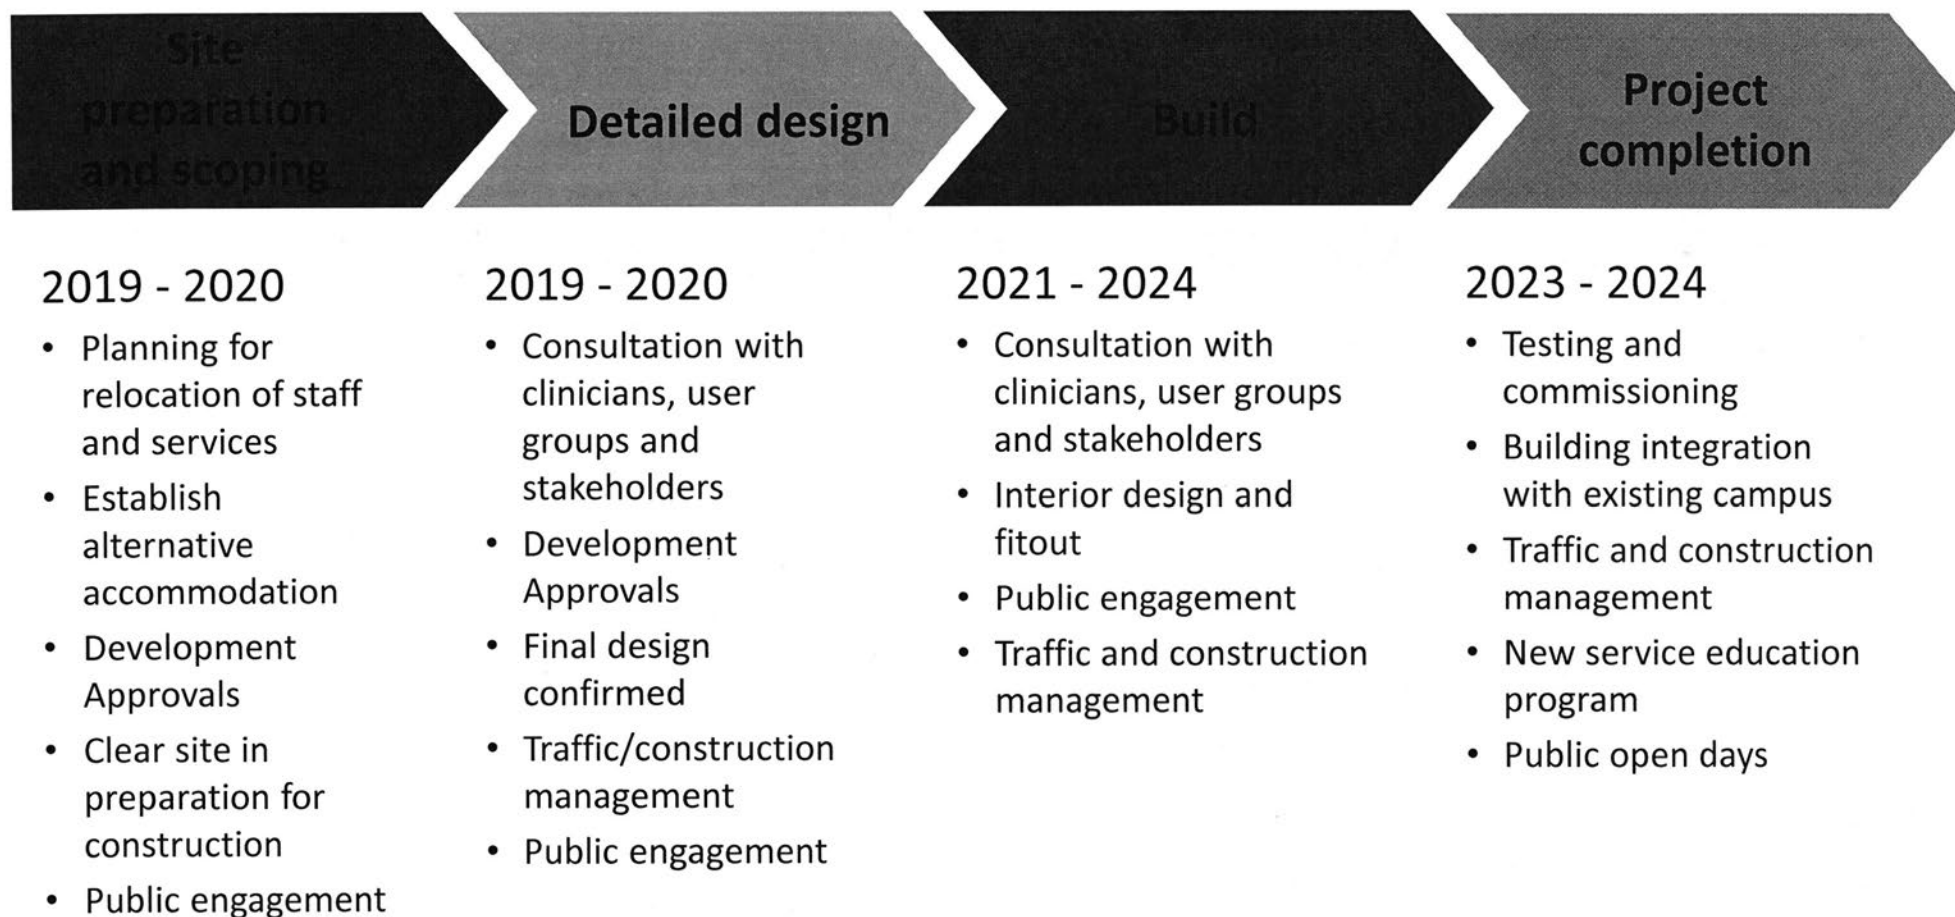 Site
preparation
and scoping
Detailed design
Build
Project
completion
2019 - 2020
• Planning for
relocation of staff
and services
• Establish
alternative
accommodation
• Development
Approvals
• Clear site in
preparation for
construction
• Public engagement
2019 - 2020
• Consultation with
clinicians, user
groups and
stakeholders
• Development
Approvals
• Final design
confirmed
• Traffic/construction
management
• Public engagement
2021 - 2024
• Consultation with
clinicians, user groups
and stakeholders
• Interior design and
fitout
• Public engagement
• Traffic and construction
management
2023 - 2024
• Testing and
commissioning
• Building integration
with existing campus
• Traffic and construction
management
• New service education
program
• Public open days